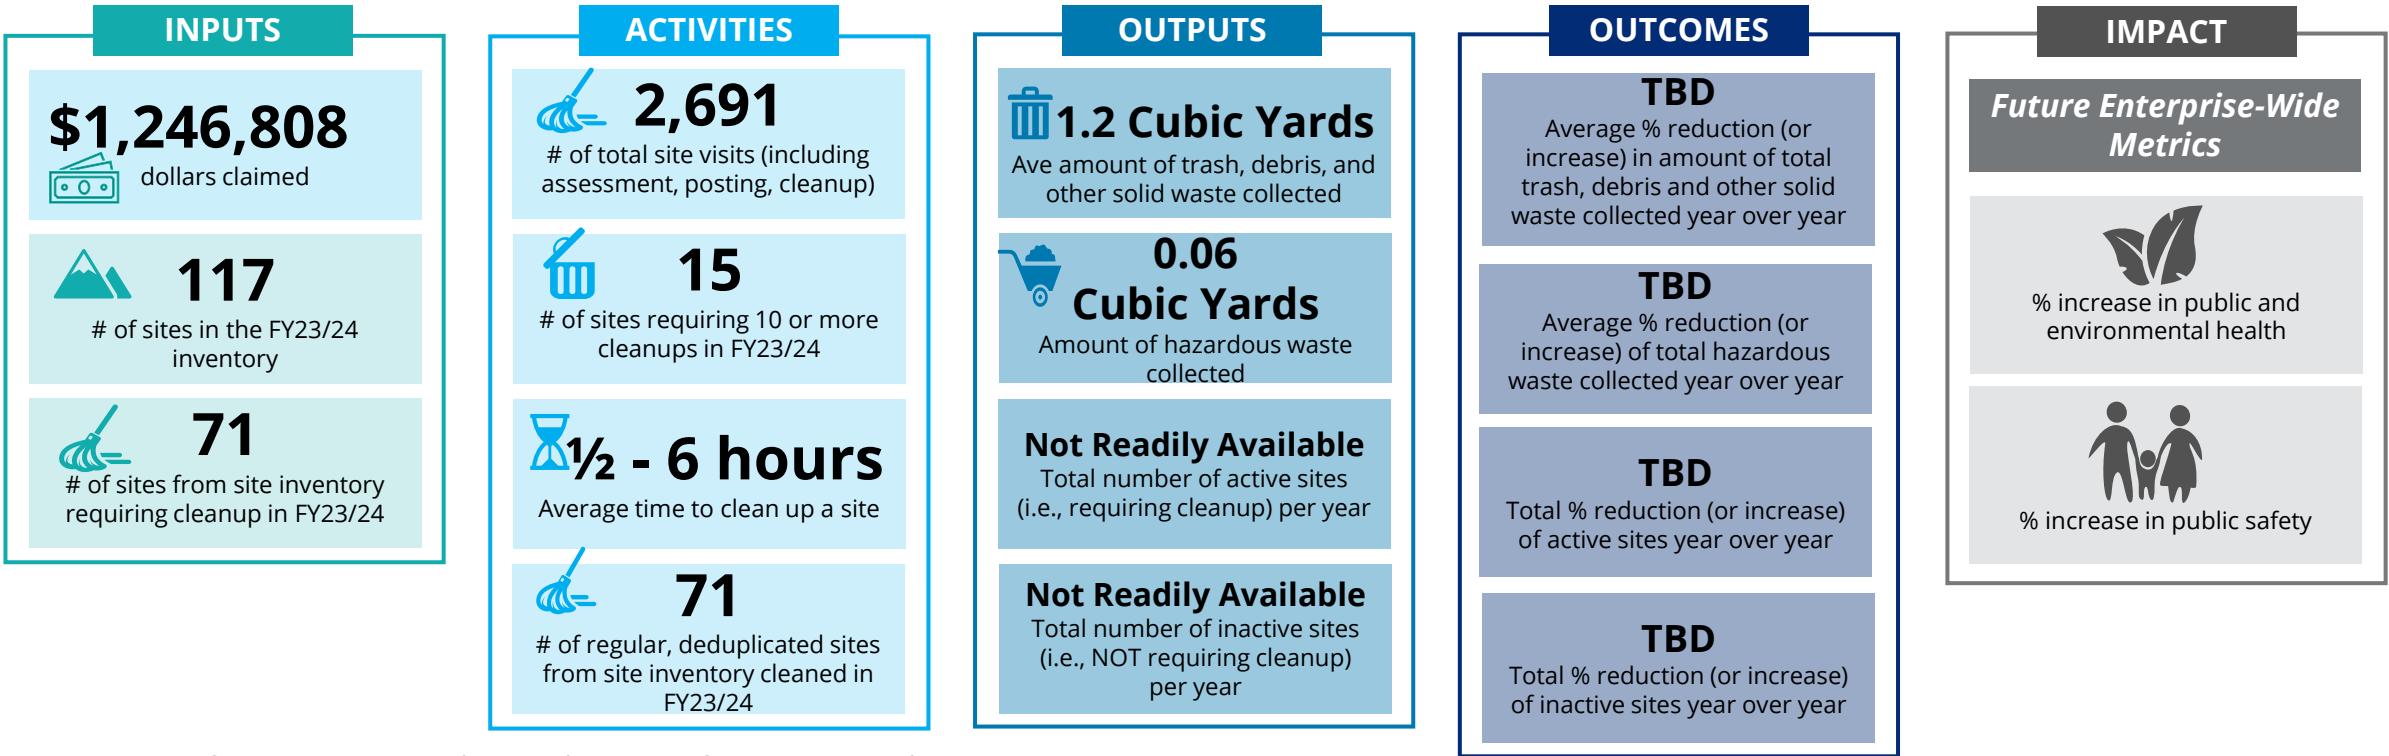 INPUTS
$1,246,808
dollars claimed
117
# of sites in the FY23/24
inventory
71
# of sites from site inventory
requiring cleanup in FY23/24
ACTIVITIES
2,691
# of total site visits (including
assessment, posting, cleanup)
15
# of sites requiring 10 or more
cleanups in FY23/24
½ - 6 hours
Average time to clean up a site
71
# of regular, deduplicated sites
from site inventory cleaned in
FY23/24
OUTPUTS
1.2 Cubic Yards
Ave amount of trash, debris, and
other solid waste collected
0.06
Cubic Yards
Amount of hazardous waste
collected
Not Readily Available
Total number of active sites
(i.e., requiring cleanup) per year
Not Readily Available
Total number of inactive sites
(i.e., NOT requiring cleanup)
per year
OUTCOMES
TBD
Average % reduction (or
increase) in amount of total
trash, debris and other solid
waste collected year over year
TBD
Average % reduction (or
increase) of total hazardous
waste collected year over year
TBD
Total % reduction (or increase)
of active sites year over year
TBD
Total % reduction (or increase)
of inactive sites year over year
IMPACT
Future Enterprise-Wide
Metrics
% increase in public and
environmental health
% increase in public safety